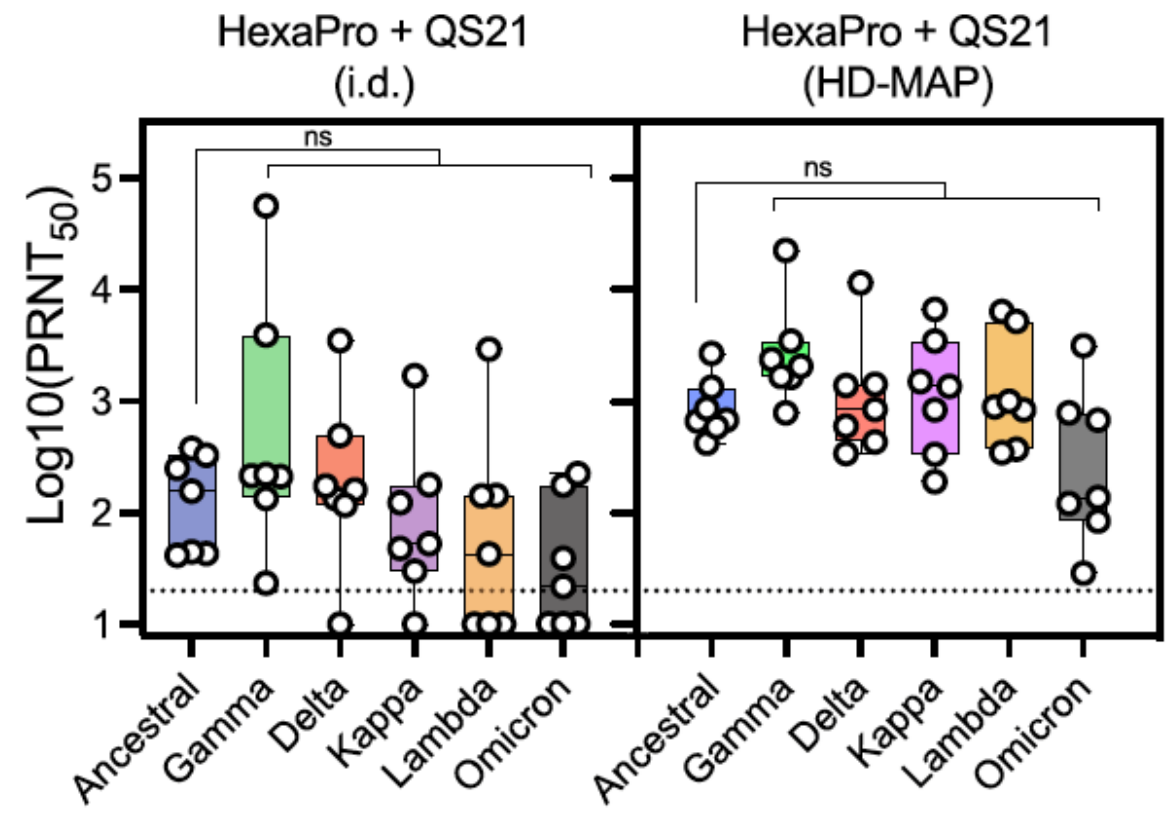 HexaPro + QS21
(i.d.)
HexaPro + QS21
(HD-MAP)
Log10(PRNT50)
5
4
3
2
1
ns
ns
Ancestral
Gamma
Delta
Kappa
Lambda
Omicron
Ancestral
Gamma
Delta
Kappa
Lambda
Omicron